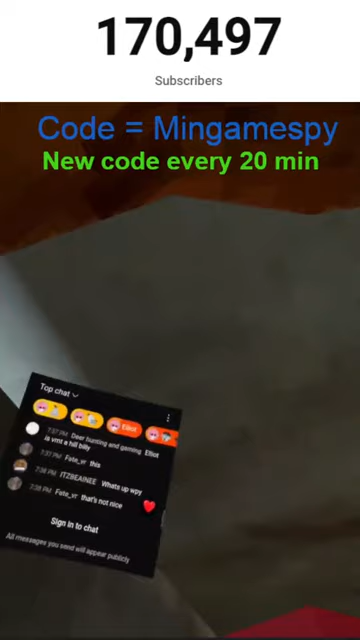 170,497
Subscribers
Code = Mingamespy
New code every 20 min
Top chat
Elliot
7:37 PM Deer hunting and gaming Elliot
is vmt a hill billy
7:37 PM Fate_vr this
7:38 PM ITZBEAINEE Whats up wpy
7:38 PM Fate_vr that's not nice
Sign in to chat
All messages you send will appear publicly